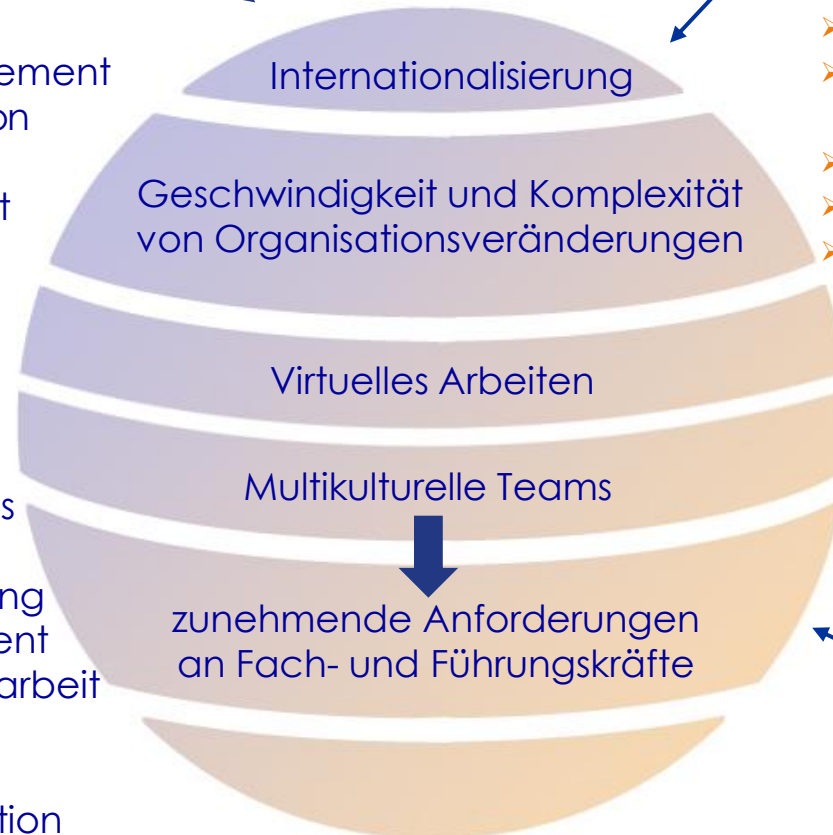 Internationalisierung
Geschwindigkeit und Komplexität
von Organisationsveränderungen
Virtuelles Arbeiten
Multikulturelle Teams
zunehmende Anforderungen
an Fach- und Führungskräfte